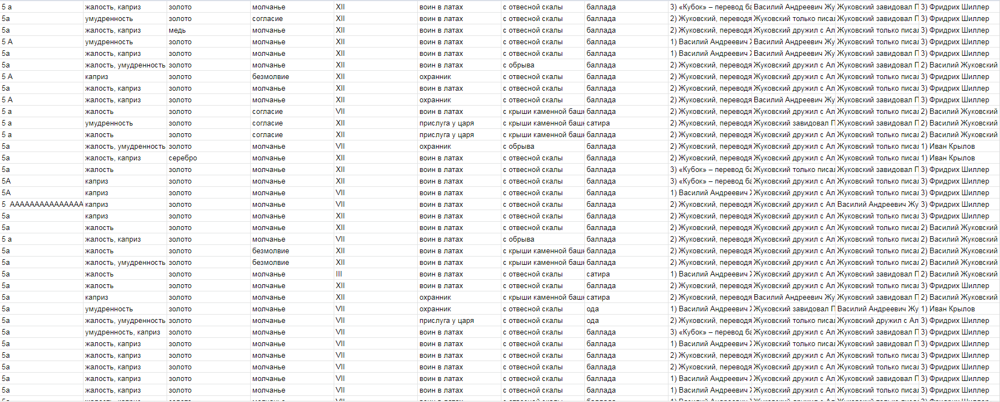 5 а жалость, каприз золото молчанье XII воин в латах с отвесной скалы баллада 3) «Кубок» – перевод ба Василий Андреевич Жу Жуковский завидовал П 3) Фридрих Шиллер
5а умудренность золото согласие XII воин в латах с отвесной скалы баллада 2) Жуковский, переводя Жуковский только писал Жуковский завидовал П 3) Фридрих Шиллер
5а жалость, каприз медь молчанье XII воин в латах с отвесной скалы баллада 2) Жуковский, переводя Жуковский дружил с Ал Жуковский только писал 3) Фридрих Шиллер
5 А умудренность золото молчанье XII воин в латах с отвесной скалы баллада 1) Василий Андреевич Ж Василий Андреевич Жу Жуковский только писал 3) Фридрих Шиллер
5а жалость, каприз золото молчанье XII воин в латах с отвесной скалы баллада 1) Василий Андреевич Ж Василий Андреевич Жу Жуковский только писал 3) Фридрих Шиллер
5а жалость, умудренность золото молчанье XII воин в латах с обрыва баллада 2) Жуковский, переводя Жуковский дружил с Ал Жуковский завидовал П 2) Василий Жуковский
5 А каприз золото безмолвие XII охранник с отвесной скалы баллада 2) Жуковский, переводя Жуковский дружил с Ал Жуковский только писал 3) Фридрих Шиллер
5а жалость, каприз золото молчанье XII воин в латах с отвесной скалы баллада 2) Жуковский, переводя Жуковский дружил с Ал Жуковский только писал 3) Фридрих Шиллер
5 А жалость, каприз золото молчанье XII охранник с отвесной скалы баллада 2) Жуковский, переводя Василий Андреевич Жу Жуковский завидовал П 3) Фридрих Шиллер
5 а жалость золото согласие VII воин в латах с крыши каменной башн баллада 2) Жуковский, переводя Жуковский дружил с Ал Жуковский только писал 2) Василий Жуковский
5 а умудренность золото согласие XII прислуга у царя с крыши каменной башн сатира 2) Жуковский, переводя Жуковский завидовал П Жуковский завидовал П 2) Василий Жуковский
5 а жалость золото согласие XII прислуга у царя с крыши каменной башн баллада 2) Жуковский, переводя Жуковский дружил с Ал Жуковский только писал 2) Василий Жуковский
5а жалость, умудренность золото молчанье VII охранник с обрыва баллада 2) Жуковский, переводя Жуковский дружил с Ал Жуковский только писал 1) Иван Крылов
5а жалость, каприз серебро молчанье XII воин в латах с отвесной скалы баллада 2) Жуковский, переводя Жуковский дружил с Ал Жуковский только писал 1) Иван Крылов
5а жалость золото молчанье XII воин в латах с отвесной скалы баллада 3) «Кубок» – перевод ба Жуковский только писал Жуковский завидовал П 3) Фридрих Шиллер
5А каприз золото молчанье XII воин в латах с отвесной скалы баллада 3) «Кубок» – перевод ба Жуковский дружил с Ал Жуковский только писал 3) Фридрих Шиллер
5А каприз золото молчанье VII воин в латах с отвесной скалы баллада 1) Василий Андреевич Ж Жуковский дружил с Ал Жуковский только писал 3) Фридрих Шиллер
5 АААААААААААААААА каприз золото молчанье VII воин в латах с отвесной скалы баллада 2) Жуковский, переводя Жуковский дружил с Ал Василий Андреевич Жу 3) Фридрих Шиллер
5а каприз золото молчанье XII воин в латах с отвесной скалы баллада 2) Жуковский, переводя Жуковский дружил с Ал Жуковский только писал 3) Фридрих Шиллер
5а жалость золото молчанье XII воин в латах с отвесной скалы баллада 2) Жуковский, переводя Жуковский дружил с Ал Жуковский только писал 2) Василий Жуковский
5 а жалость, каприз золото молчанье VII воин в латах с обрыва баллада 2) Жуковский, переводя Жуковский дружил с Ал Жуковский только писал 2) Василий Жуковский
5а жалость золото безмолвие XII воин в латах с крыши каменной башн баллада 2) Жуковский, переводя Жуковский дружил с Ал Жуковский только писал 2) Василий Жуковский
5а жалость, умудренность золото безмолвие XII воин в латах с крыши каменной башн баллада 2) Жуковский, переводя Жуковский дружил с Ал Жуковский только писал 2) Василий Жуковский
5а жалость золото молчанье III воин в латах с отвесной скалы сатира 1) Василий Андреевич Ж Жуковский дружил с Ал Жуковский завидовал П 2) Василий Жуковский
5а жалость золото молчанье XII воин в латах с отвесной скалы баллада 2) Жуковский, переводя Жуковский дружил с Ал Жуковский только писал 3) Фридрих Шиллер
5а каприз золото молчанье XII охранник с крыши каменной башн сатира 2) Жуковский, переводя Василий Андреевич Жу Жуковский завидовал П 2) Василий Жуковский
5а умудренность золото молчанье VII охранник с отвесной скалы ода 1) Василий Андреевич Ж Жуковский завидовал П Василий Андреевич Жу 1) Иван Крылов
5а жалость, умудренность золото молчанье VII прислуга у царя с отвесной скалы ода 2) Жуковский, переводя Жуковский только писал Жуковский дружил с Ал 3) Фридрих Шиллер
5а умудренность, каприз золото молчанье VII воин в латах с отвесной скалы баллада 3) «Кубок» – перевод ба Жуковский дружил с Ал Жуковский завидовал П 3) Фридрих Шиллер
5а жалость, каприз золото молчанье VII воин в латах с отвесной скалы баллада 1) Василий Андреевич Ж Жуковский только писал Жуковский завидовал П 3) Фридрих Шиллер
5а жалость, каприз золото молчанье VII воин в латах с отвесной скалы баллада 2) Жуковский, переводя Жуковский дружил с Ал Жуковский только писал 3) Фридрих Шиллер
5а жалость, каприз золото молчанье VII воин в латах с отвесной скалы баллада 2) Жуковский, переводя Жуковский дружил с Ал Жуковский только писал 3) Фридрих Шиллер
5а жалость, каприз золото молчанье VII воин в латах с отвесной скалы баллада 1) Василий Андреевич Ж Жуковский дружил с Ал Жуковский только писал 3) Фридрих Шиллер
5а жалость, каприз золото молчанье VII воин в латах с отвесной скалы баллада 1) Василий Андреевич Ж Жуковский дружил с Ал Жуковский только писал 3) Фридрих Шиллер